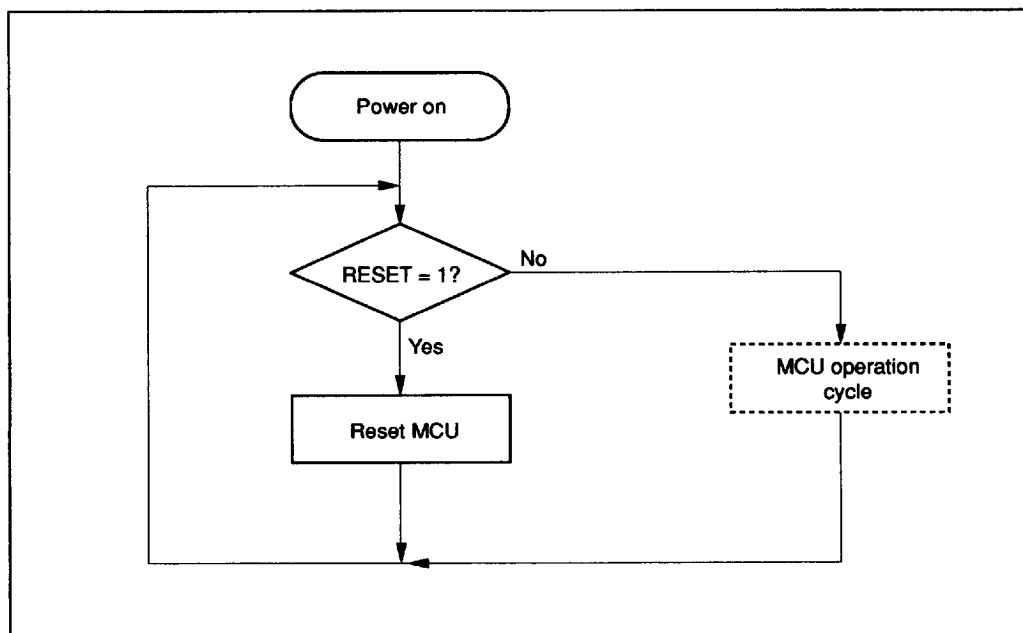 Power on
RESET = 1?
No
Yes
MCU operation
cycle
Reset MCU